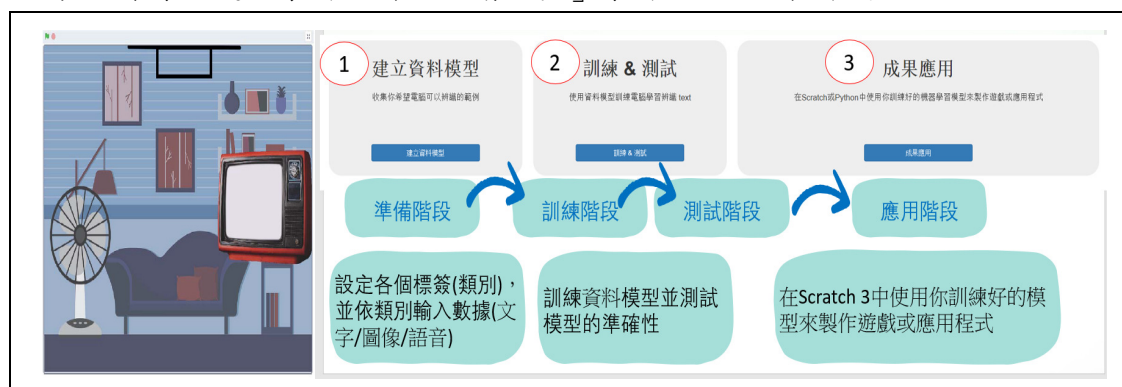 1
建立資料模型
收集你希望電腦可以辨識的範例
建立資料模型
2
訓練 & 測試
使用資料模型訓練電腦學習辨識 text
訓練 & 測試
3
成果應用
在Scratch或Python中使用你訓練好的機器學習模型來製作遊戲或應用程式
成果應用
準備階段
訓練階段
測試階段
應用階段
設定各個標簽(類別)，
並依類別輸入數據(文
字/圖像/語音)
訓練資料模型並測試
模型的準確性
在Scratch 3中使用你訓練好的模
型來製作遊戲或應用程式